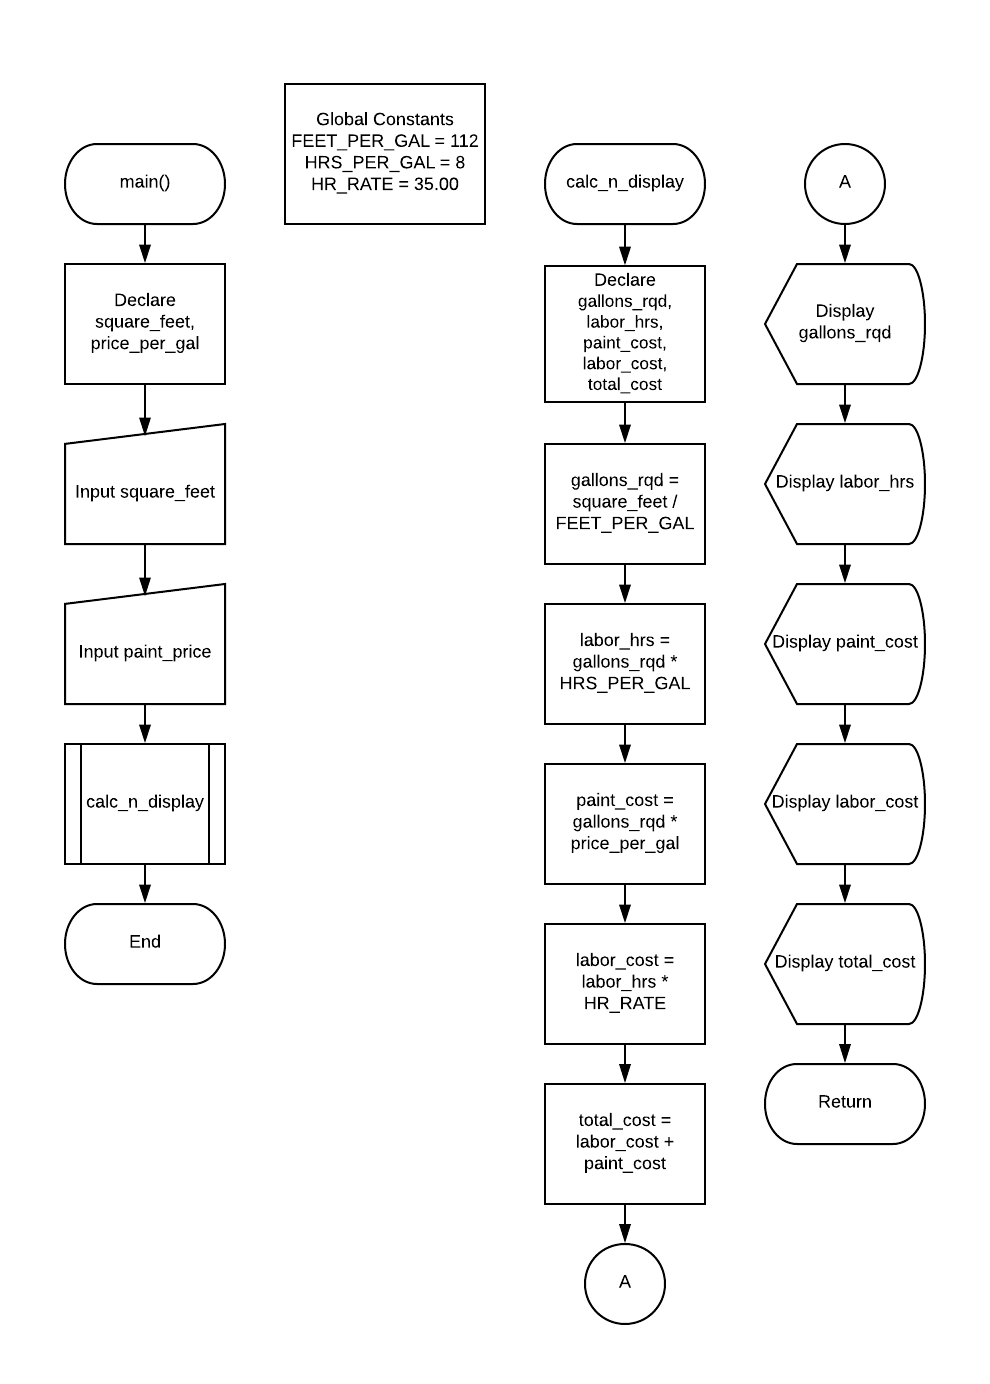 main()
Declare
square_feet,
price_per_gal
Input square_feet
Input paint_price
calc_n_display
End
Global Constants
FEET_PER_GAL = 112
HRS_PER_GAL = 8
HR_RATE = 35.00
calc_n_display
Declare
gallons_rqd,
labor_hrs,
paint_cost,
labor_cost,
total_cost
gallons_rqd =
square_feet /
FEET_PER_GAL
labor_hrs =
gallons_rqd *
HRS_PER_GAL
paint_cost =
gallons_rqd *
price_per_gal
labor_cost =
labor_hrs *
HR_RATE
total_cost =
labor_cost +
paint_cost
A
A
Display
gallons_rqd
Display labor_hrs
Display paint_cost
Display labor_cost
Display total_cost
Return